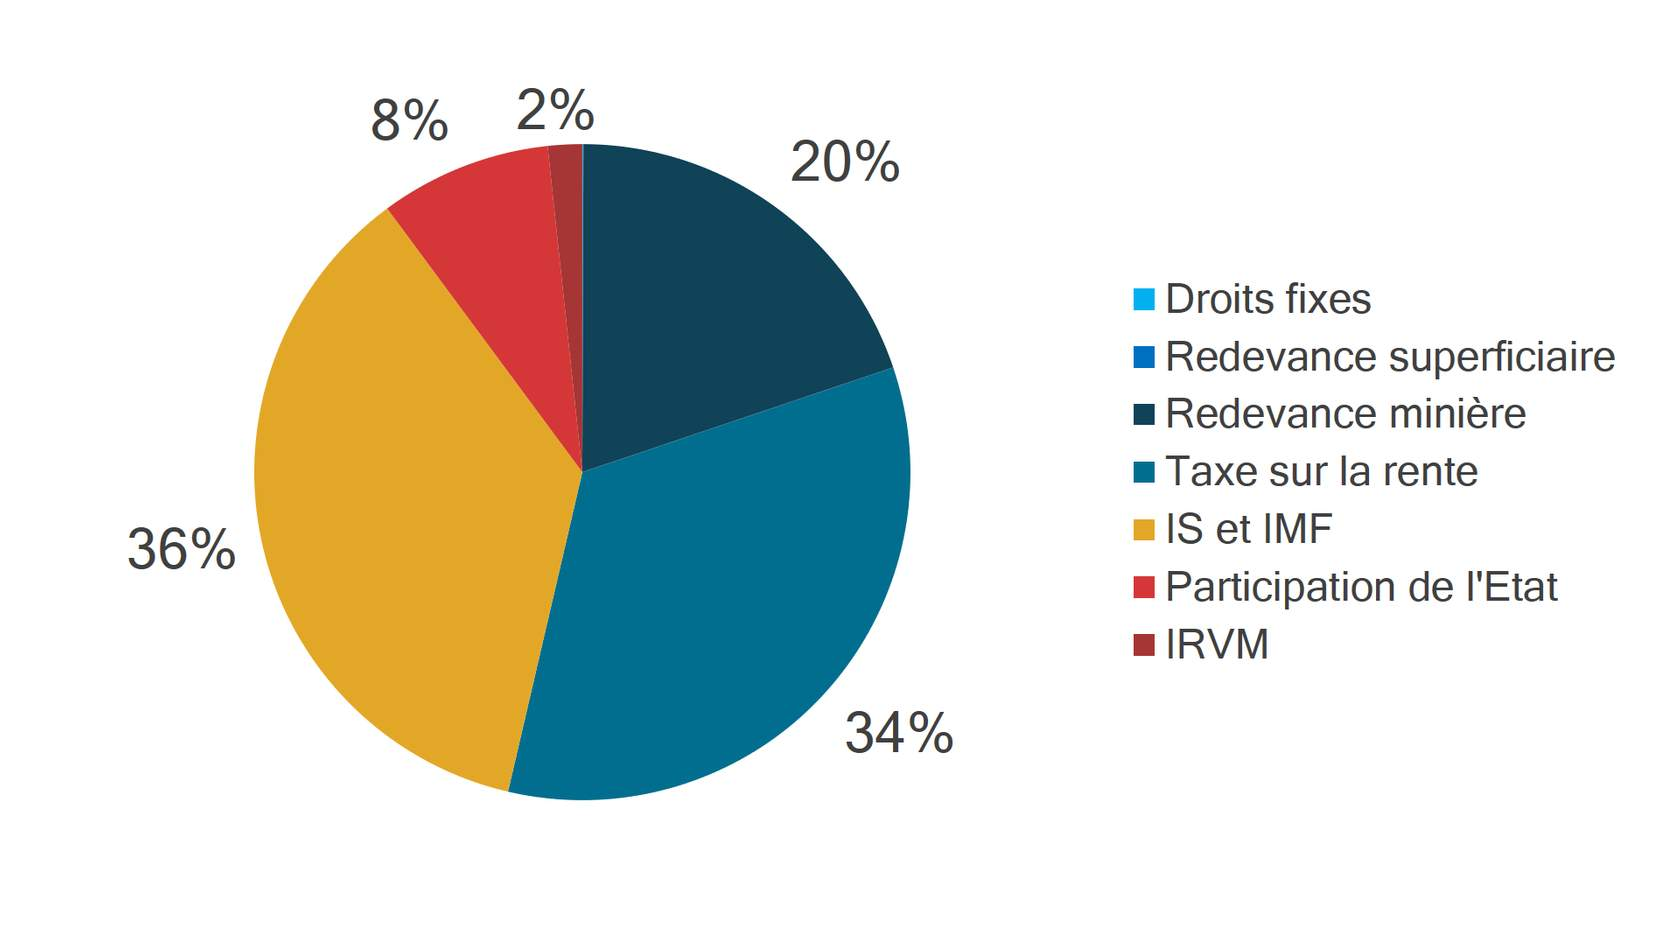 8%
2%
20%
36%
34%
Droits fixes
Redevance superficiaire
Redevance minière
Taxe sur la rente
IS et IMF
Participation de l'Etat
IRVM